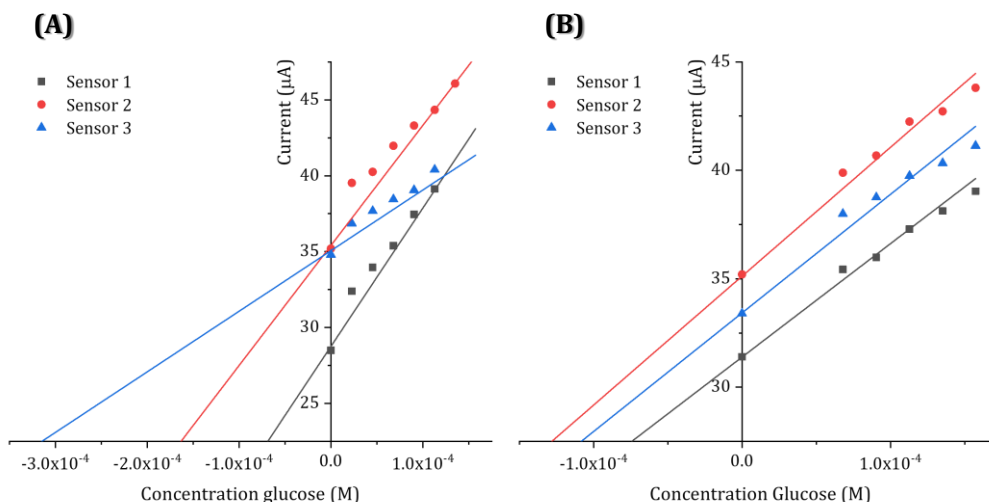 (A)
Sensor 1
Sensor 2
Sensor 3
Current (µA)
45
40
35
30
25
-3.0x10⁻⁴
-2.0x10⁻⁴
-1.0x10⁻⁴
0.0
1.0x10⁻⁴
Concentration glucose (M)
(B)
Sensor 1
Sensor 2
Sensor 3
Current (µA)
45
40
35
30
-1.0x10⁻⁴
0.0
1.0x10⁻⁴
Concentration Glucose (M)